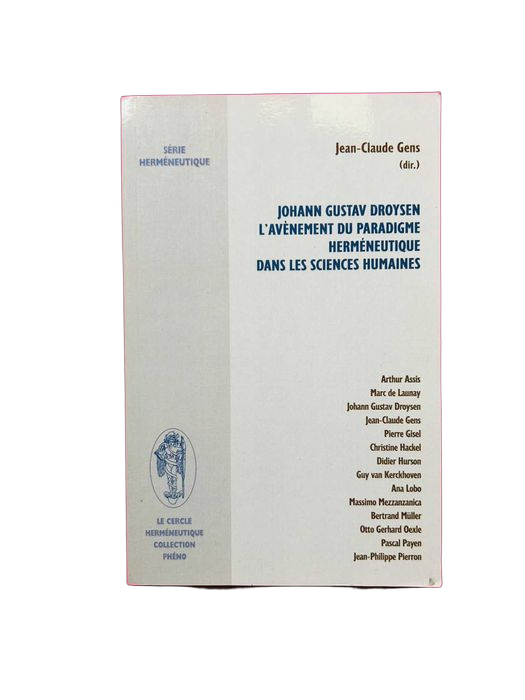 SÉRIE
HERMÉNEUTIQUE
Jean-Claude Gens
(dir.)
JOHANN GUSTAV DROYSEN
L'AVÈNEMENT DU PARADIGME
HERMÉNEUTIQUE
DANS LES SCIENCES HUMAINES
Arthur Assis
Marc de Launay
Johann Gustav Droysen
Jean-Claude Gens
Pierre Gisel
Christine Hackel
Didier Hurson
Guy van Kerckhoven
Ana Lobo
Massimo Mezzanzanica
Bertrand Müller
Otto Gerhard Oexle
Pascal Payen
Jean-Philippe Pierron
LE CERCLE
HERMÉNEUTIQUE
COLLECTION
PHÉNO